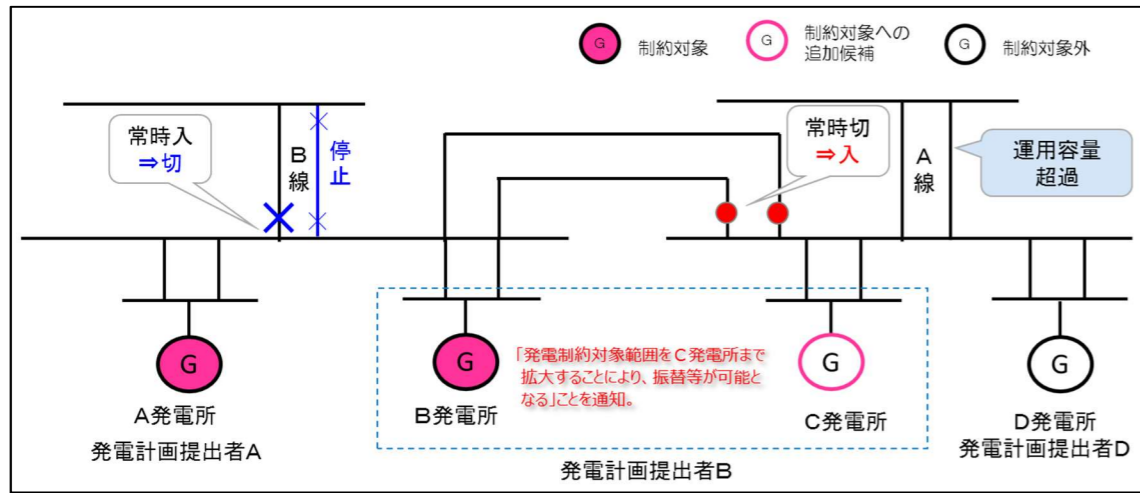 G 制約対象
G 制約対象への
追加候補
G 制約対象外
常時入
⇒切
B線
停止
常時切
⇒入
A線
運用容量
超過
G
G
「発電制約対象範囲をC発電所まで
拡大することにより、振替等が可能と
なる」ことを通知。
G
G
A発電所
発電計画提出者A
B発電所
C発電所
発電計画提出者B
D発電所
発電計画提出者D